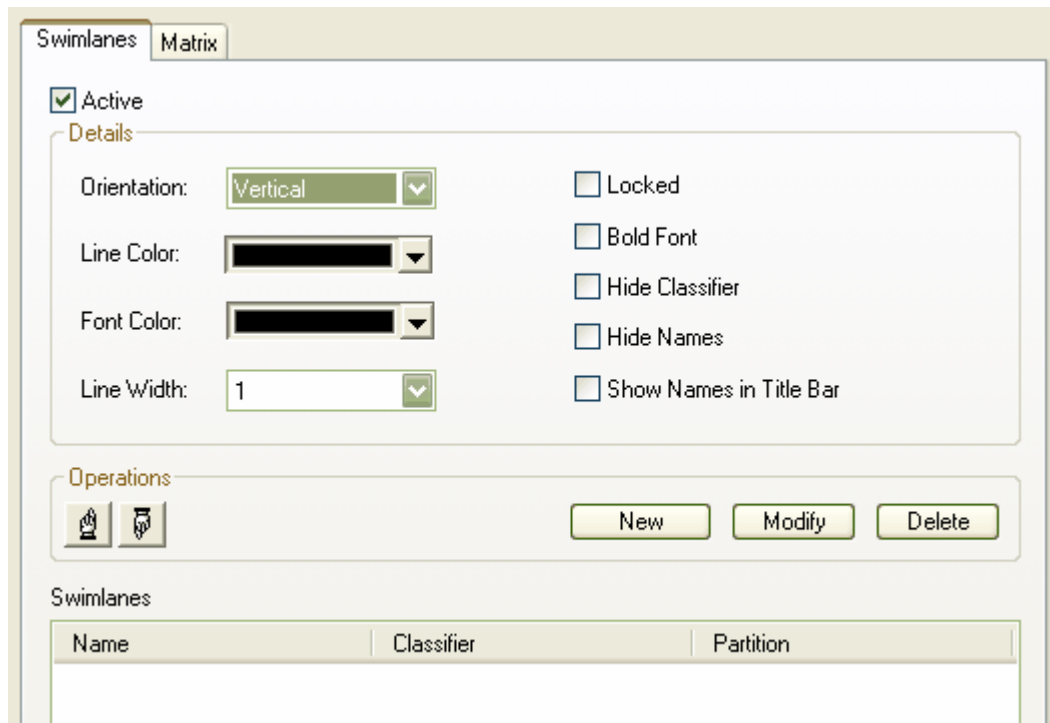 Swimlanes Matrix
Active
Details
Orientation: Vertical
Locked
Line Color:
Bold Font
Hide Classifier
Font Color:
Hide Names
Line Width: 1
Show Names in Title Bar
Operations
New Modify Delete
Swimlanes
Name Classifier Partition